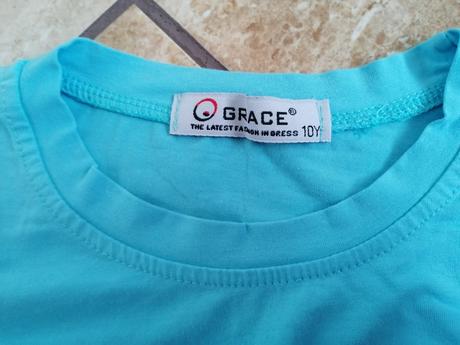 GRACE®
THE LATEST FASHION IN DRESS 10Y